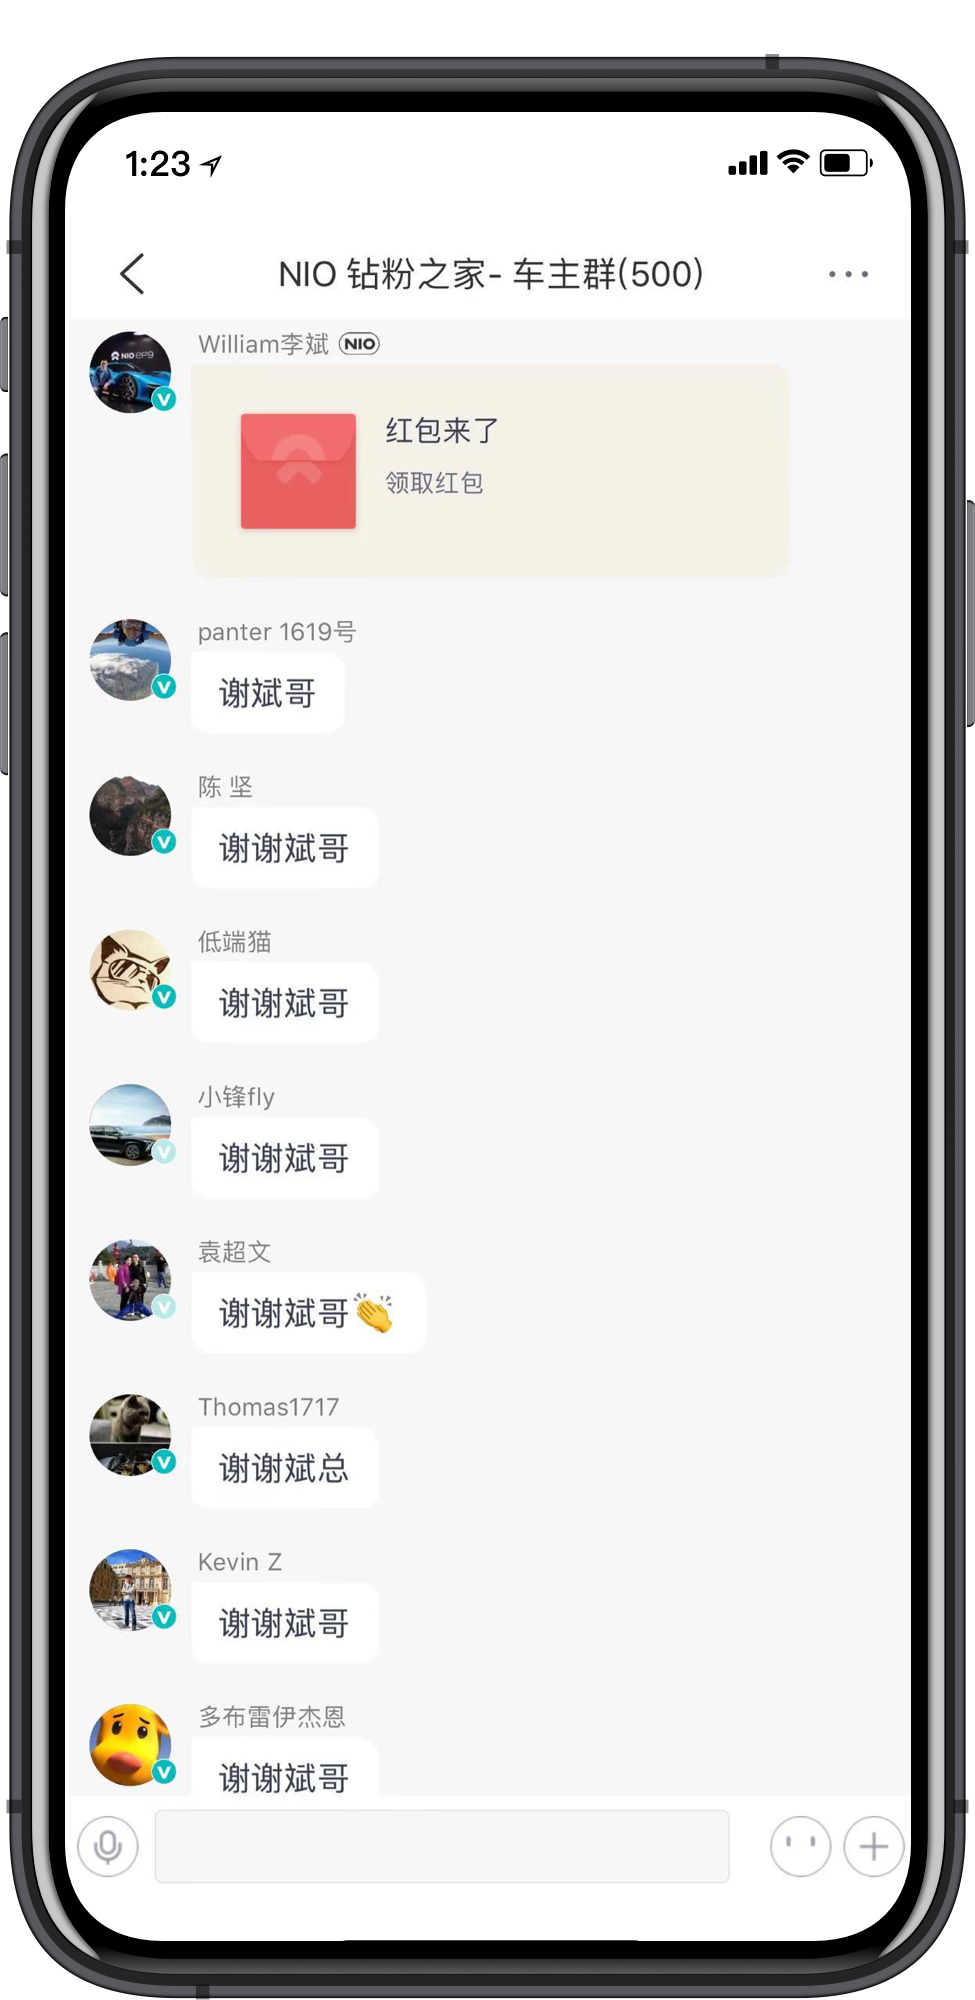 1:23
NIO 钻粉之家- 车主群(500)
William李斌 NIO
NIO EP9
红包来了
领取红包
panter 1619号
谢斌哥
陈 坚
谢谢斌哥
低端猫
谢谢斌哥
小锋fly
谢谢斌哥
袁超文
谢谢斌哥👏
Thomas1717
谢谢斌总
Kevin Z
谢谢斌哥
多布雷伊杰恩
谢谢斌哥